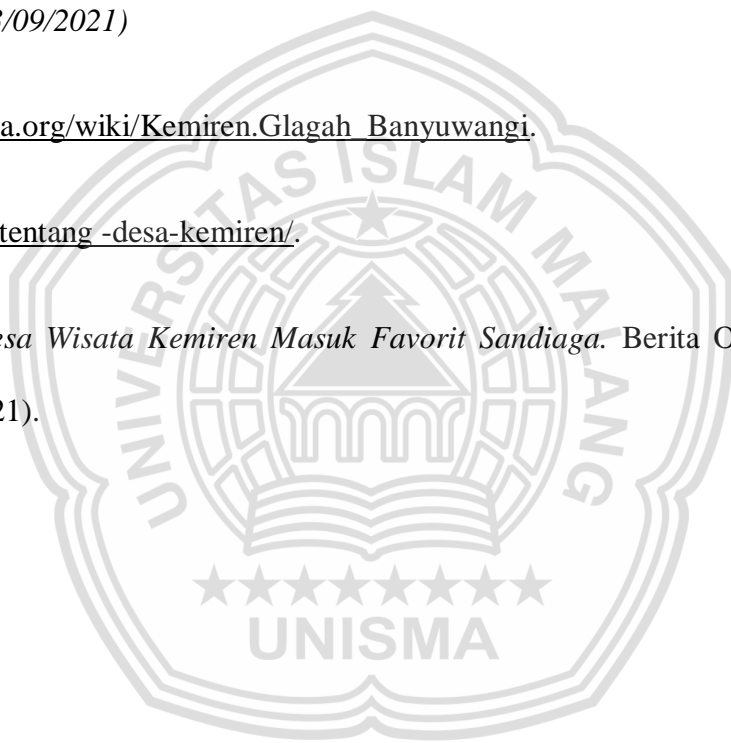 /09/2021)
a.org/wiki/Kemiren.Glagah_Banyuwangi.
tentang -desa-kemiren/.
esa Wisata Kemiren Masuk Favorit Sandiaga. Berita O
21).
UNIVERSITAS ISLAM MALANG
UNISMA